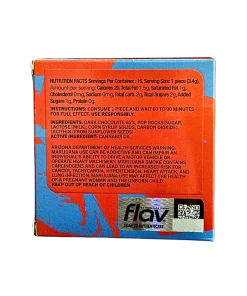 NUTRITION FACTS Servings Per Container: 15, Serving Size: 1 piece (3.4g).
Amount per Serving: Calories 20, Total Fat 1.5g, Saturated Fat 1g,
Cholesterol 0mg, Sodium 0mg, Total Carb. 2g, Total Sugars 2g, Added
Sugars 1g, Protein 0g.
INSTRUCTIONS: CONSUME 1 PIECE AND WAIT 60 TO 90 MINUTES
FOR FULL EFFECT. USE RESPONSIBLY.
INGREDIENTS: DARK CHOCOLATE 60%, POP ROCKS (SUGAR,
LACTOSE (MILK), CORN SYRUP SOLIDS, CARBON DIOXIDE),
LECITHIN (FROM SUNFLOWER SEEDS)
ACTIVE INGREDIENT: CANNABIS OIL
ARIZONA DEPARTMENT OF HEALTH SERVICES WARNING:
MARIJUANA USE CAN BE ADDICTIVE AND CAN IMPAIR AN
INDIVIDUAL'S ABILITY TO DRIVE A MOTOR VEHICLE OR
OPERATE HEAVY MACHINERY. MARIJUANA SMOKE CONTAINS
CARCINOGENS AND CAN LEAD TO AN INCREASED RISK FOR
CANCER, TACHYCARDIA, HYPERTENSION, HEART ATTACK, AND
LUNG INFECTION. MARIJUANA USE MAY AFFECT THE HEALTH
OF A PREGNANT WOMAN AND THE UNBORN CHILD.
KEEP OUT OF REACH OF CHILDREN
flav
SCAN TO AUTHENTICATE